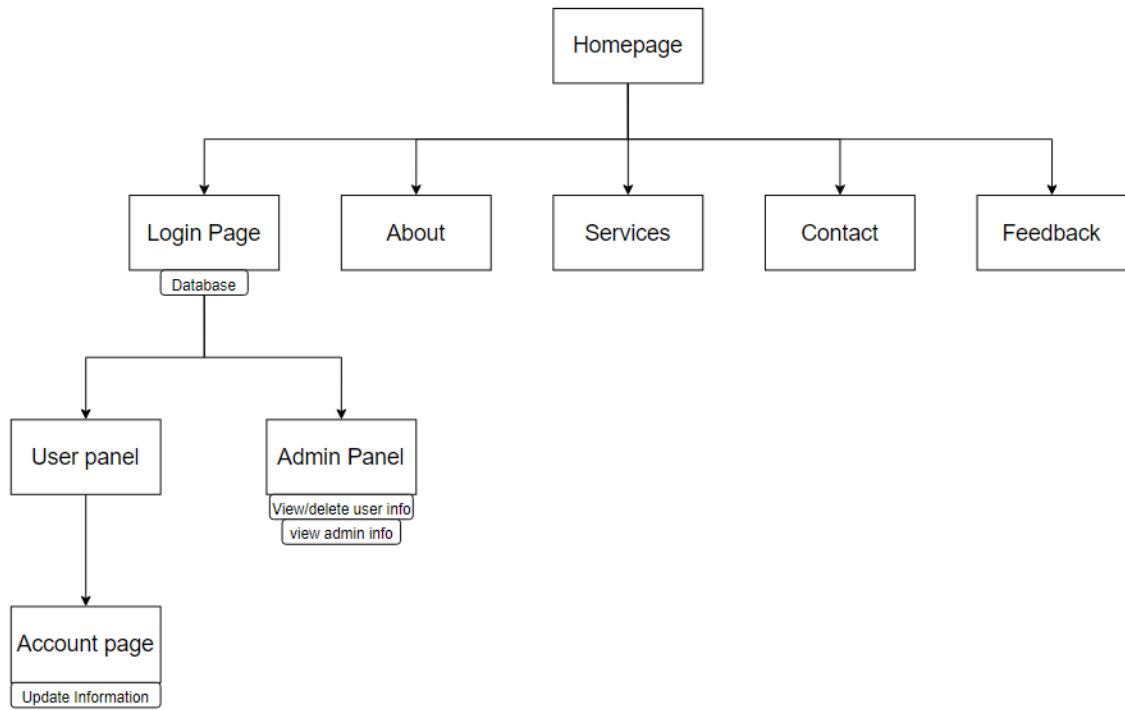 Homepage
Login Page
About
Services
Contact
Feedback
Database
User panel
Admin Panel
View/delete user info
view admin info
Account page
Update Information